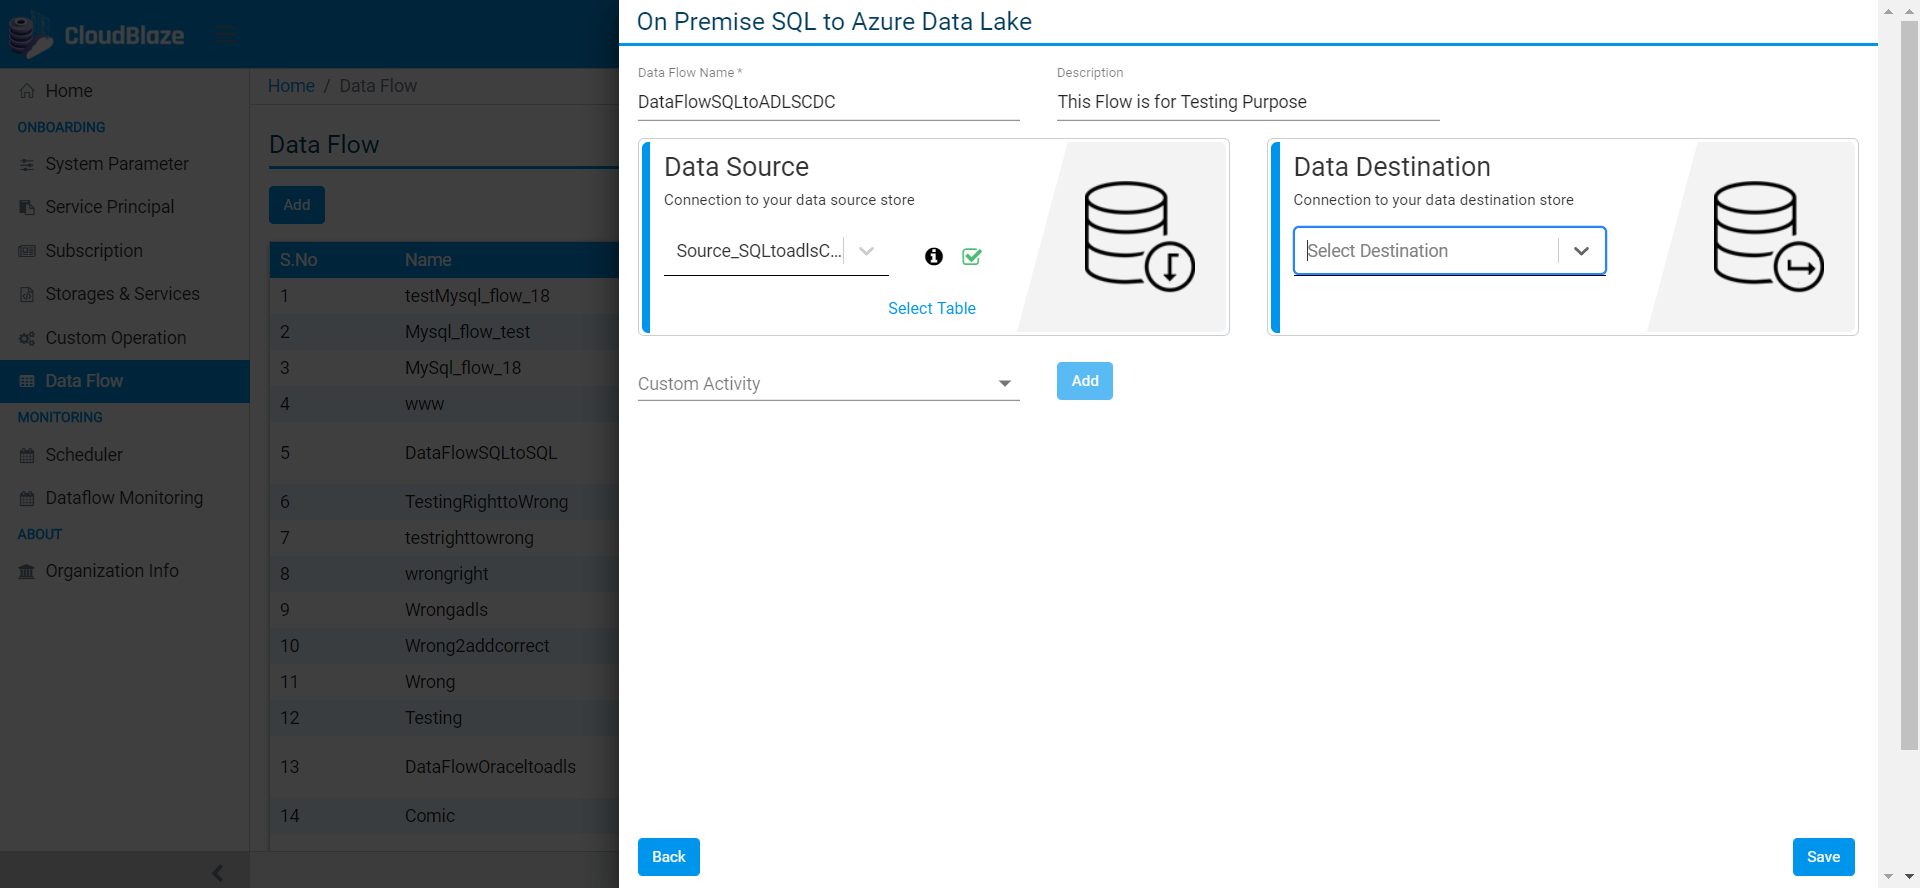 CloudBlaze
Home
ONBOARDING
System Parameter
Service Principal
Subscription
Storages & Services
Custom Operation
Data Flow
MONITORING
Scheduler
Dataflow Monitoring
ABOUT
Organization Info
Home / Data Flow
Data Flow
Add
S.No Name
1 testMysql_flow_18
2 Mysql_flow_test
3 MySql_flow_18
4 www
5 DataFlowSQLtoSQL
6 TestingRighttoWrong
7 testrighttowrong
8 wrongright
9 Wrongadls
10 Wrong2addcorrect
11 Wrong
12 Testing
13 DataFlowOraceltoadls
14 Comic
On Premise SQL to Azure Data Lake
Data Flow Name *
DataFlowSQLtoADLSCDC
Description
This Flow is for Testing Purpose
Data Source
Connection to your data source store
Source_SQLtoadlsC...
Select Table
Data Destination
Connection to your data destination store
Select Destination
Custom Activity
Add
Back
Save